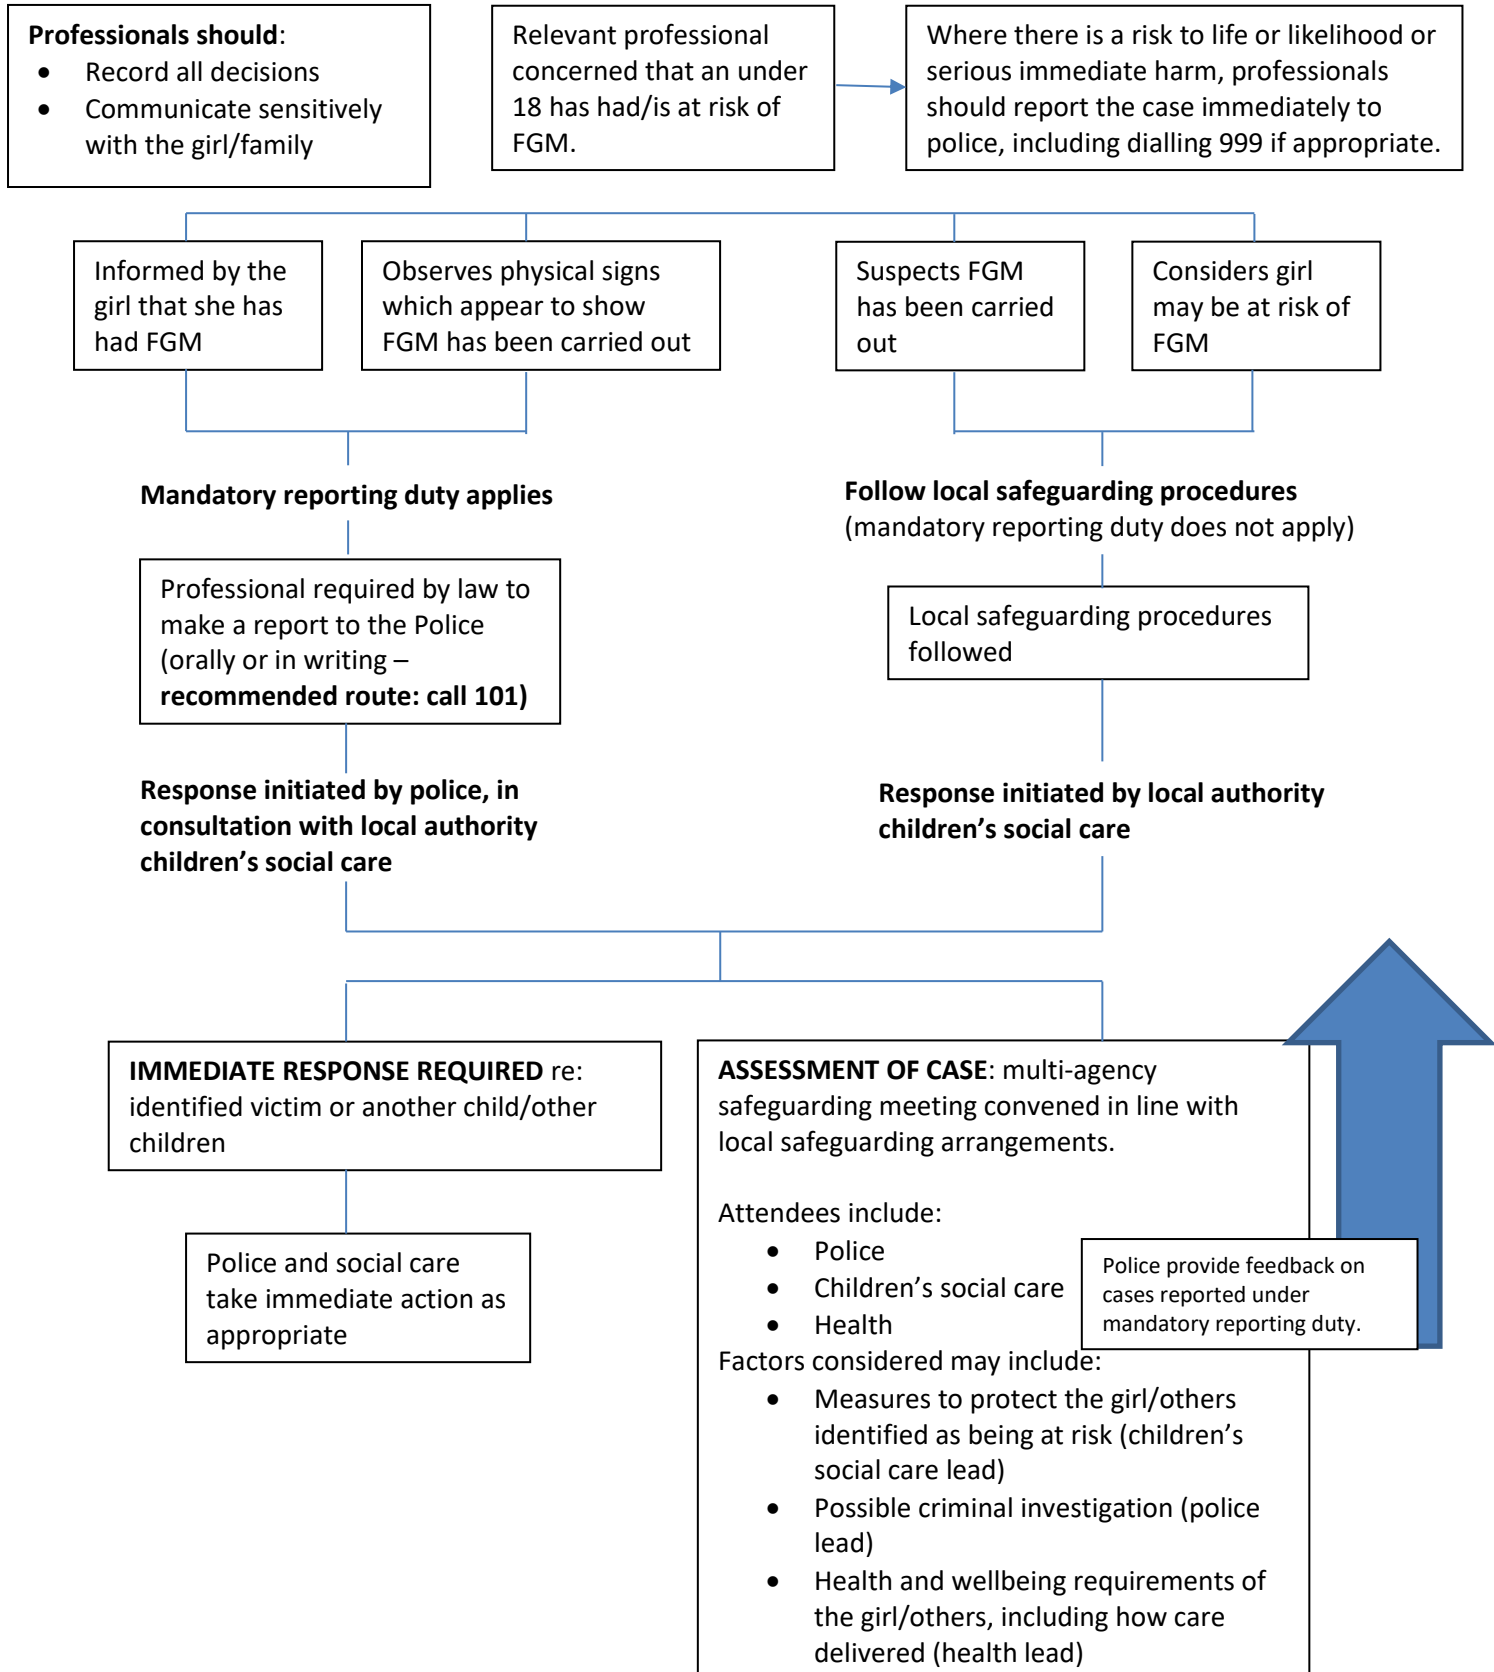 Professionals should:
• Record all decisions
• Communicate sensitively
with the girl/family
Relevant professional
concerned that an under
18 has had/is at risk of
FGM.
Where there is a risk to life or likelihood or
serious immediate harm, professionals
should report the case immediately to
police, including dialling 999 if appropriate.
Informed by the
girl that she has
had FGM
Observes physical signs
which appear to show
FGM has been carried out
Suspects FGM
has been carried
out
Considers girl
may be at risk of
FGM
Mandatory reporting duty applies
Follow local safeguarding procedures
(mandatory reporting duty does not apply)
Professional required by law to
make a report to the Police
(orally or in writing –
recommended route: call 101)
Local safeguarding procedures
followed
Response initiated by police, in
consultation with local authority
children’s social care
Response initiated by local authority
children’s social care
IMMEDIATE RESPONSE REQUIRED re:
identified victim or another child/other
children
Police and social care
take immediate action as
appropriate
ASSESSMENT OF CASE: multi-agency
safeguarding meeting convened in line with
local safeguarding arrangements.
Attendees include:
• Police
• Children’s social care
• Health
Factors considered may include:
• Measures to protect the girl/others
identified as being at risk (children’s
social care lead)
• Possible criminal investigation (police
lead)
• Health and wellbeing requirements of
the girl/others, including how care
delivered (health lead)
Police provide feedback on
cases reported under
mandatory reporting duty.